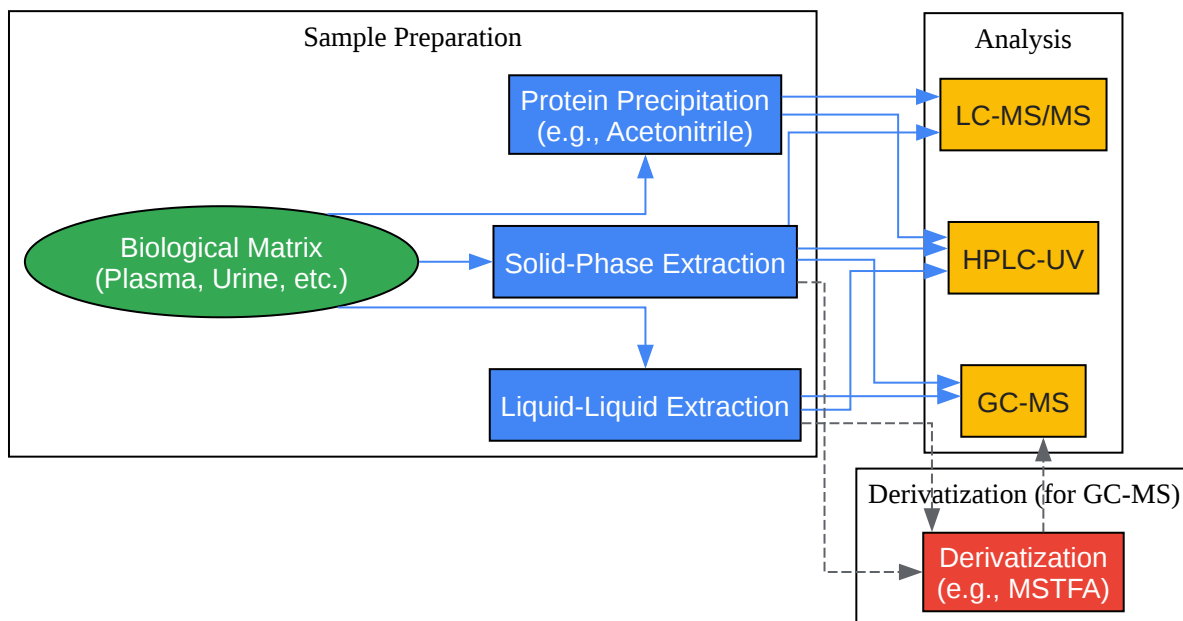 Sample Preparation
Analysis
Protein Precipitation
(e.g., Acetonitrile)
LC-MS/MS
Biological Matrix
(Plasma, Urine, etc.)
Solid-Phase Extraction
HPLC-UV
Liquid-Liquid Extraction
GC-MS
Derivatization (for GC-MS)
Derivatization
(e.g., MSTFA)